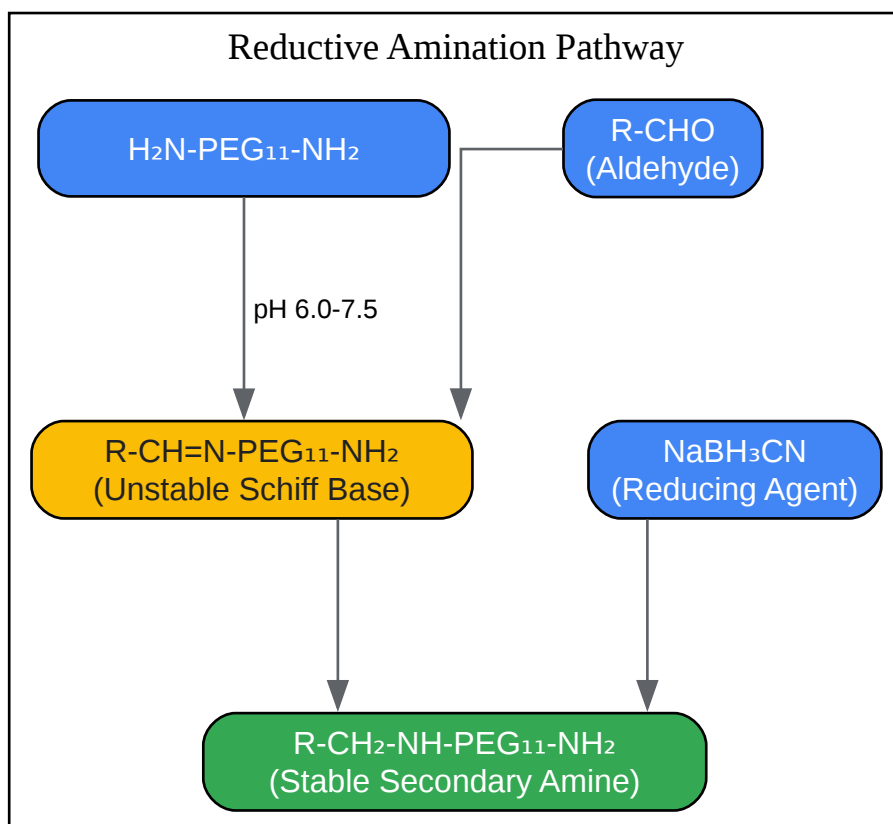 Reductive Amination Pathway
H₂N-PEG₁₁-NH₂
R-CHO
(Aldehyde)
pH 6.0-7.5
R-CH=N-PEG₁₁-NH₂
(Unstable Schiff Base)
NaBH₃CN
(Reducing Agent)
R-CH₂-NH-PEG₁₁-NH₂
(Stable Secondary Amine)